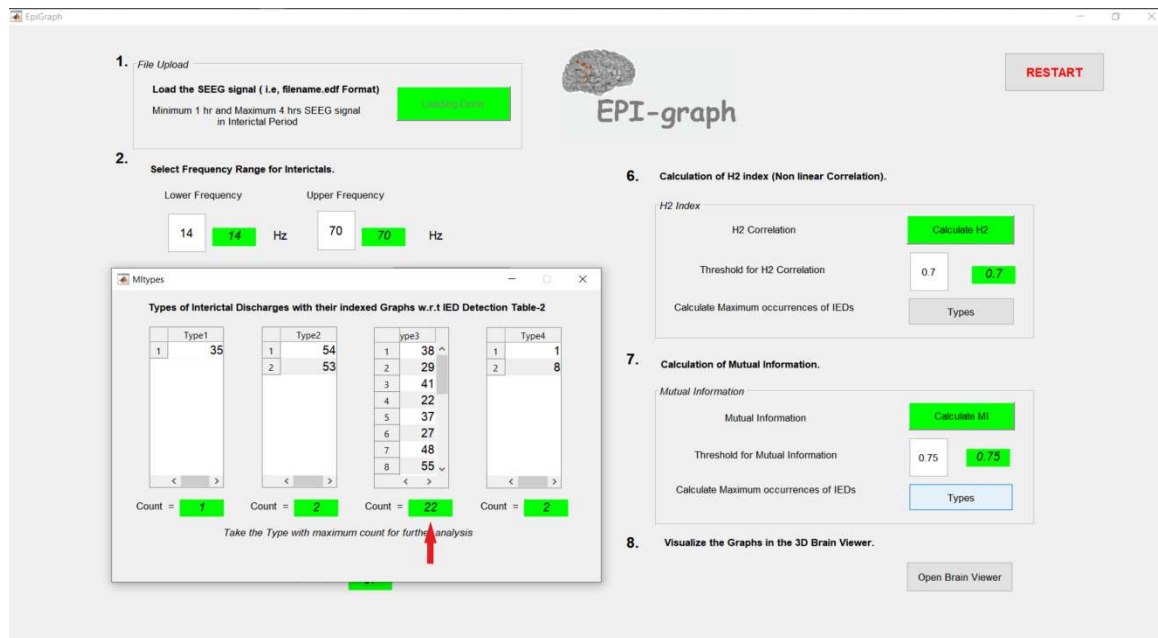 EpiGraph
1. File Upload
Load the SEEG signal ( i.e, filename.edf Format)
Minimum 1 hr and Maximum 4 hrs SEEG signal
in Interictal Period
Loading Done
EPI-graph
RESTART
2. Select Frequency Range for Interictals.
Lower Frequency Upper Frequency
14 14 Hz 70 70 Hz
MItypes
Types of Interictal Discharges with their indexed Graphs w.r.t IED Detection Table-2
Type1 Type2 ype3 Type4
1 35 1 54 1 38 1 1
2 53 2 29 2 8
3 41
4 22
5 37
6 27
7 48
8 55
Count = 1 Count = 2 Count = 22 Count = 2
Take the Type with maximum count for further analysis
6. Calculation of H2 index (Non linear Correlation).
H2 Index
H2 Correlation Calculate H2
Threshold for H2 Correlation 0.7 0.7
Calculate Maximum occurrences of IEDs Types
7. Calculation of Mutual Information.
Mutual Information
Mutual Information Calculate MI
Threshold for Mutual Information 0.75 0.75
Calculate Maximum occurrences of IEDs Types
8. Visualize the Graphs in the 3D Brain Viewer.
Open Brain Viewer